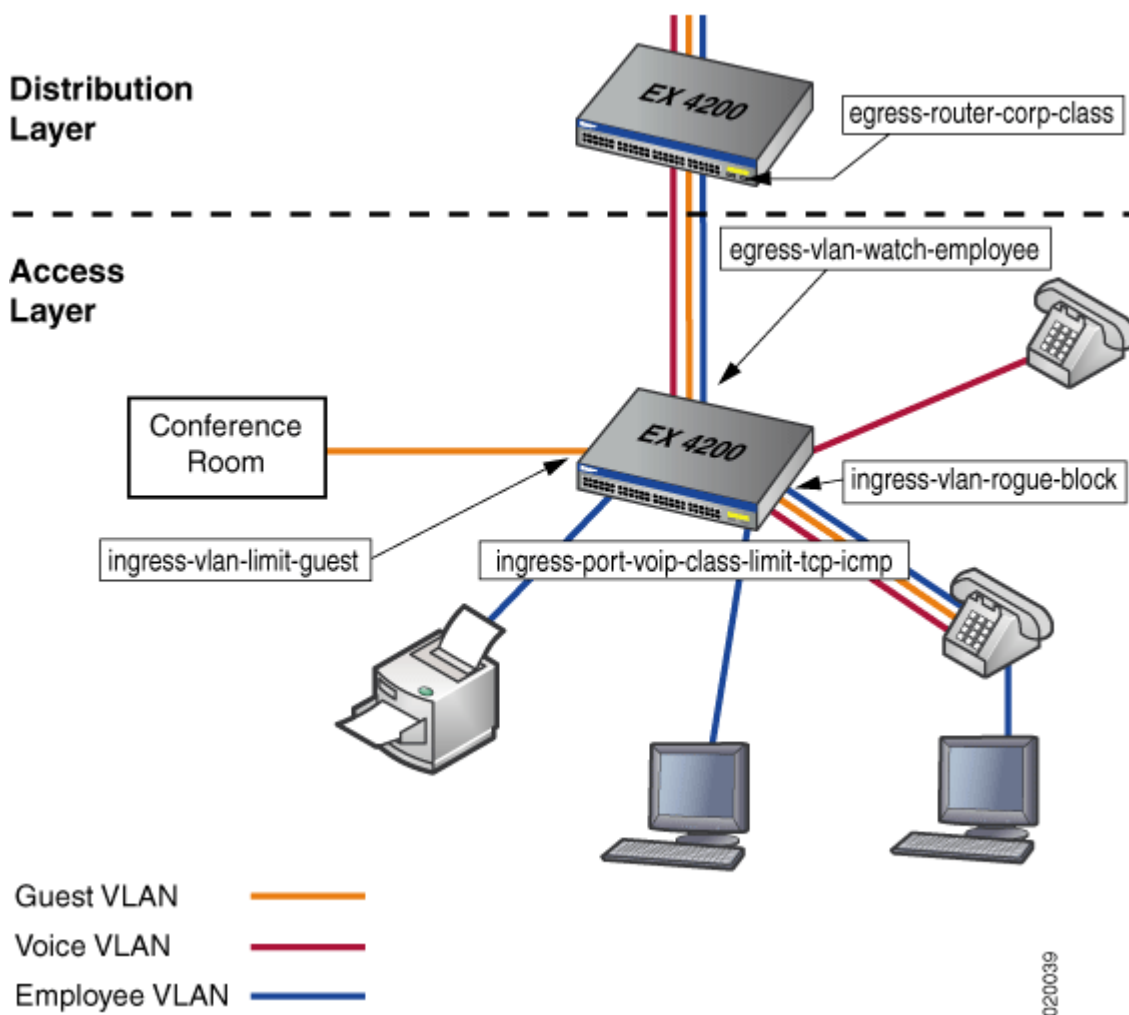 Distribution
Layer
EX 4200
egress-router-corp-class
Access
Layer
egress-vlan-watch-employee
Conference
Room
EX 4200
ingress-vlan-rogue-block
ingress-vlan-limit-guest
ingress-port-voip-class-limit-tcp-icmp
Guest VLAN
Voice VLAN
Employee VLAN
020039